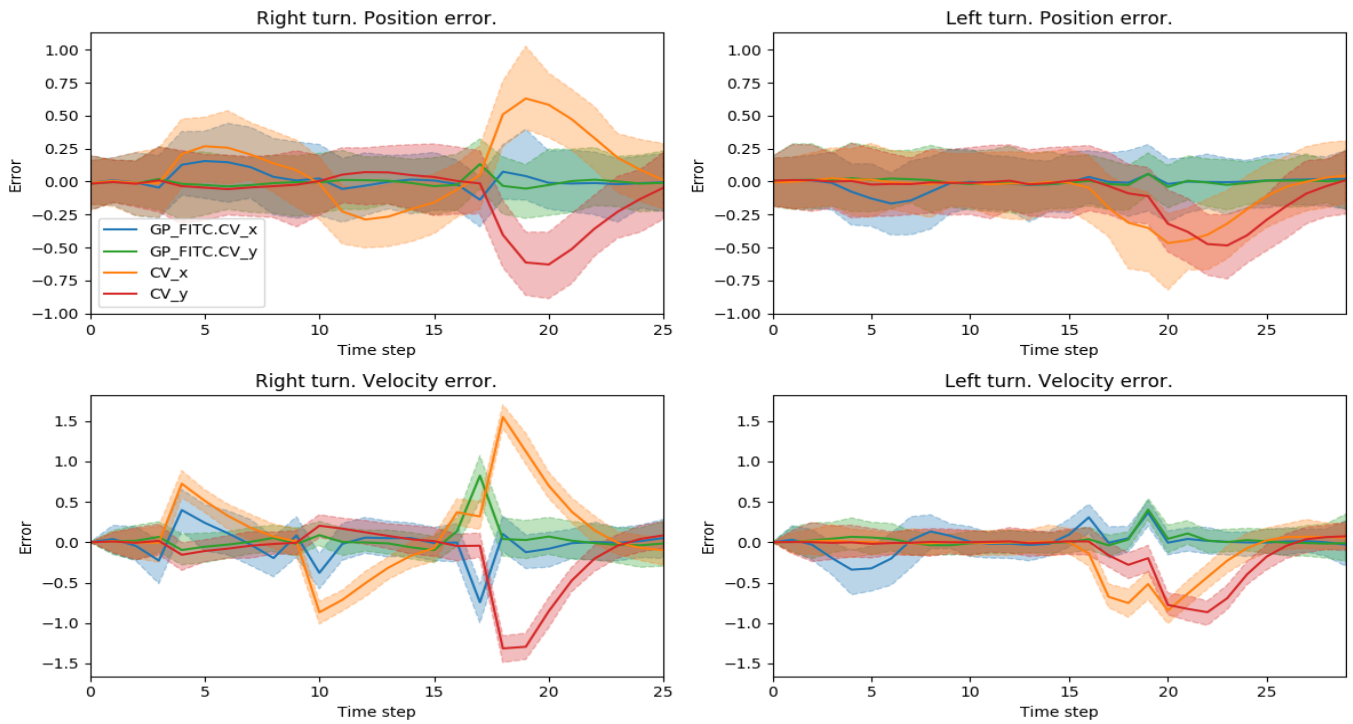 Right turn. Position error.
Left turn. Position error.
1.00
0.75
0.50
0.25
0.00
−0.25
−0.50
−0.75
−1.00
Error
GP_FITC.CV_x
GP_FITC.CV_y
CV_x
CV_y
0 5 10 15 20 25
Time step
1.00
0.75
0.50
0.25
0.00
−0.25
−0.50
−0.75
−1.00
Error
0 5 10 15 20 25
Time step
Right turn. Velocity error.
Left turn. Velocity error.
1.5
1.0
0.5
0.0
−0.5
−1.0
−1.5
Error
0 5 10 15 20 25
Time step
1.5
1.0
0.5
0.0
−0.5
−1.0
−1.5
Error
0 5 10 15 20 25
Time step